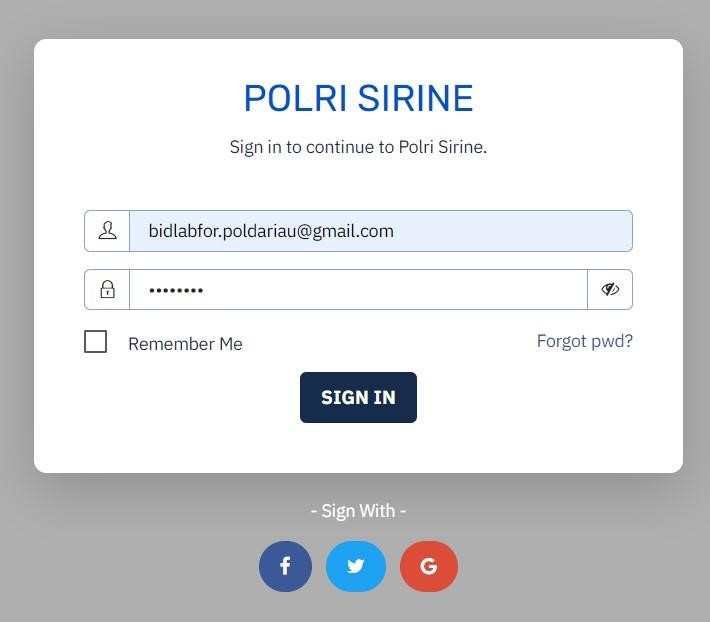 POLRI SIRINE
Sign in to continue to Polri Sirine.
bidlabfor.poldariau@gmail.com
••••••••
Remember Me
Forgot pwd?
SIGN IN
- Sign With -